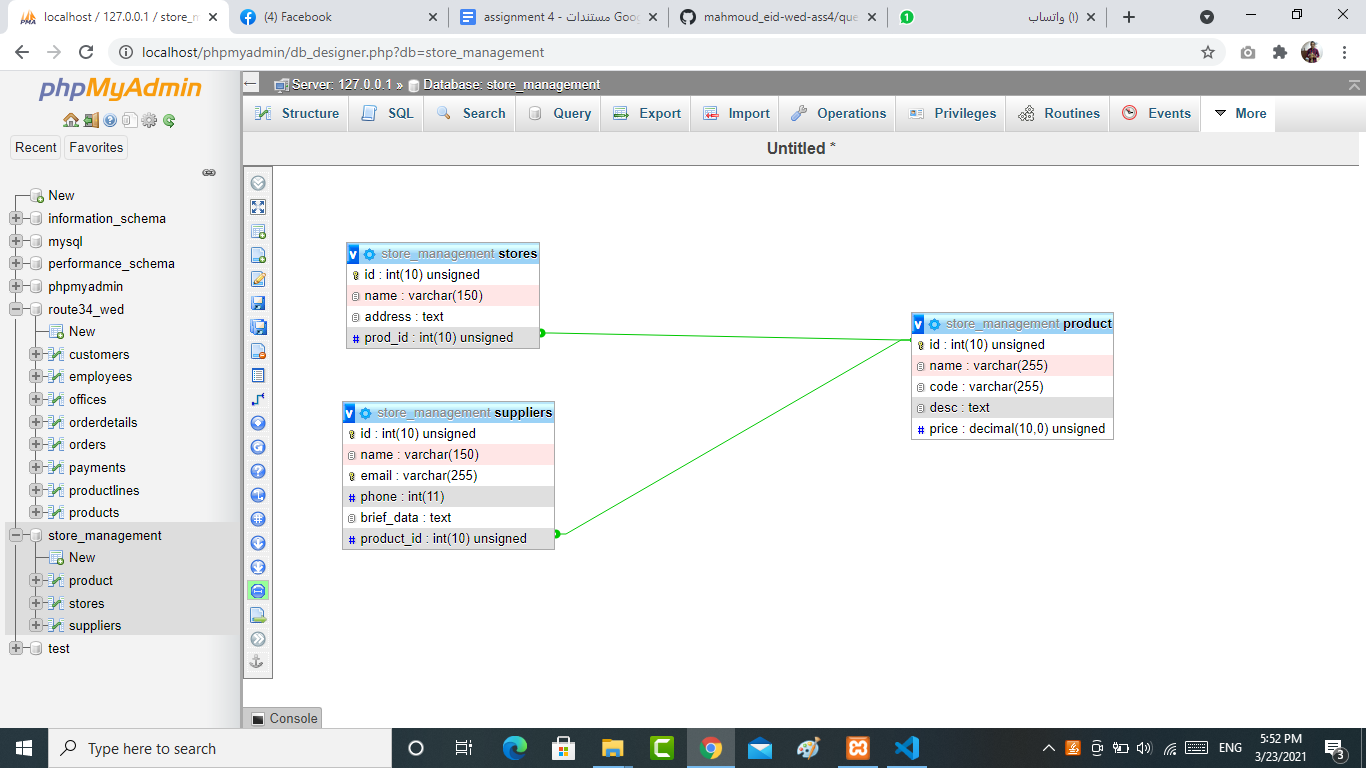 localhost / 127.0.0.1 / store_m
(4) Facebook
assignment 4 - مستندات Goo
mahmoud_eid-wed-ass4/que
1
(١) واتساب
localhost/phpmyadmin/db_designer.php?db=store_management
phpMyAdmin
Recent
Favorites
New
information_schema
mysql
performance_schema
phpmyadmin
route34_wed
New
customers
employees
offices
orderdetails
orders
payments
productlines
products
store_management
New
product
stores
suppliers
test
Server: 127.0.0.1 » Database: store_management
Structure
SQL
Search
Query
Export
Import
Operations
Privileges
Routines
Events
More
Untitled *
v store_management stores
id : int(10) unsigned
name : varchar(150)
address : text
# prod_id : int(10) unsigned
v store_management suppliers
id : int(10) unsigned
name : varchar(150)
email : varchar(255)
# phone : int(11)
brief_data : text
# product_id : int(10) unsigned
v store_management product
id : int(10) unsigned
name : varchar(255)
code : varchar(255)
desc : text
# price : decimal(10,0) unsigned
Console
Type here to search
ENG
5:52 PM
3/23/2021
3